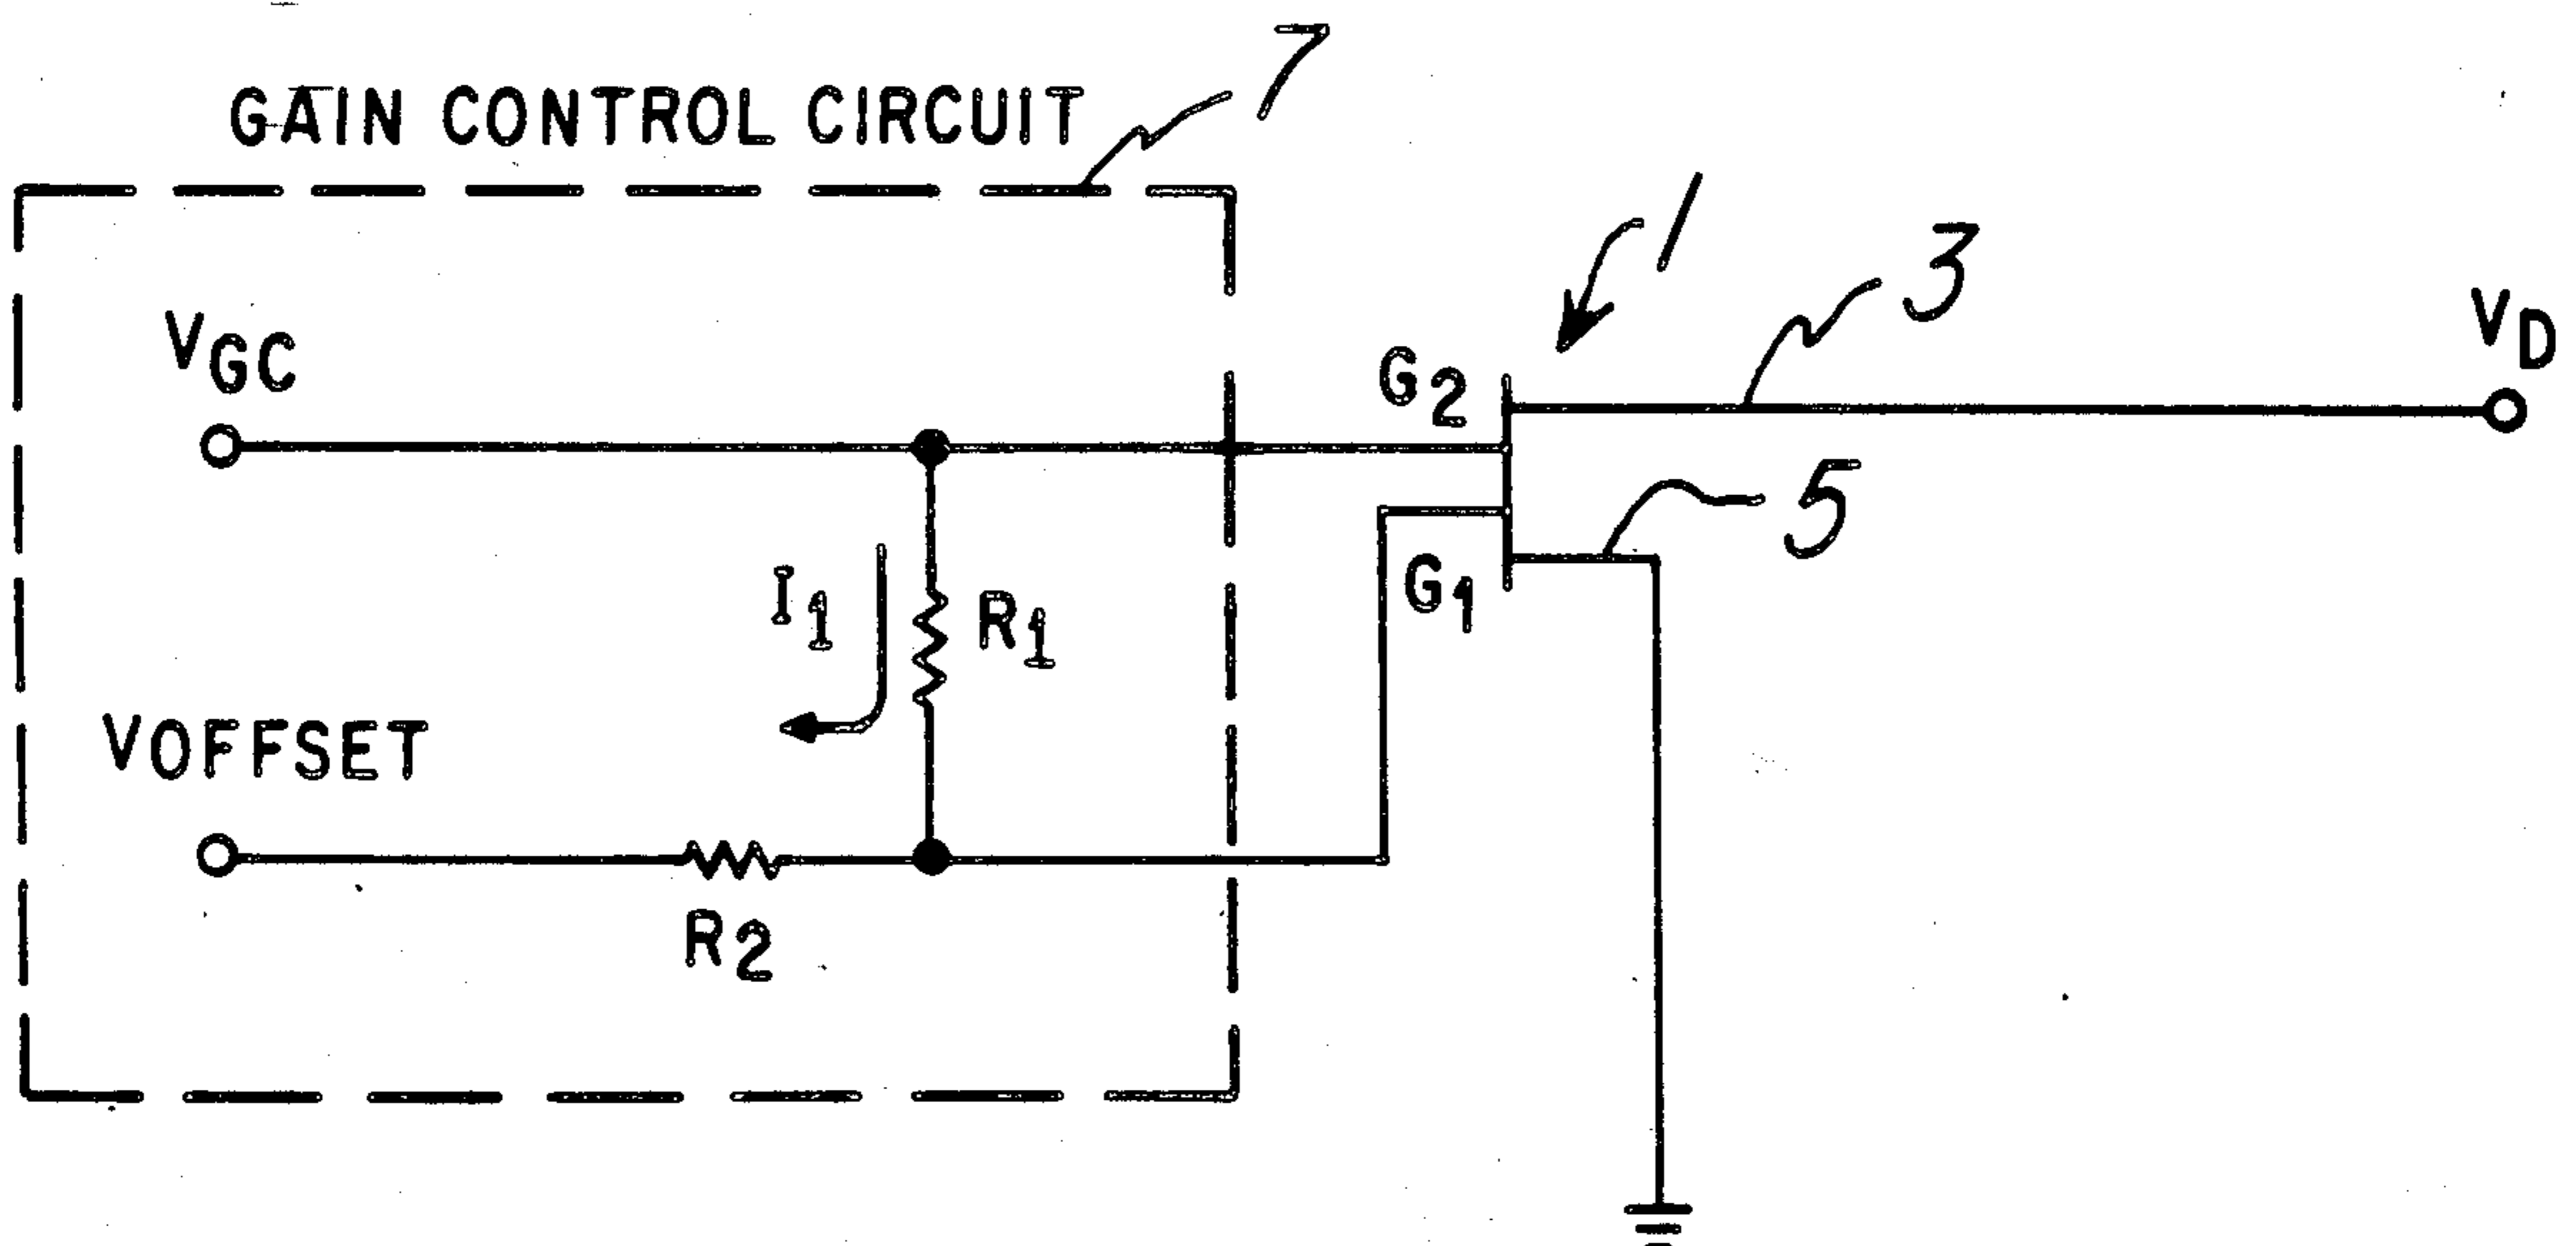 7
GAIN CONTROL CIRCUIT
1
3
VGC
G2
VD
5
I1
R1
G1
VOFFSET
R2